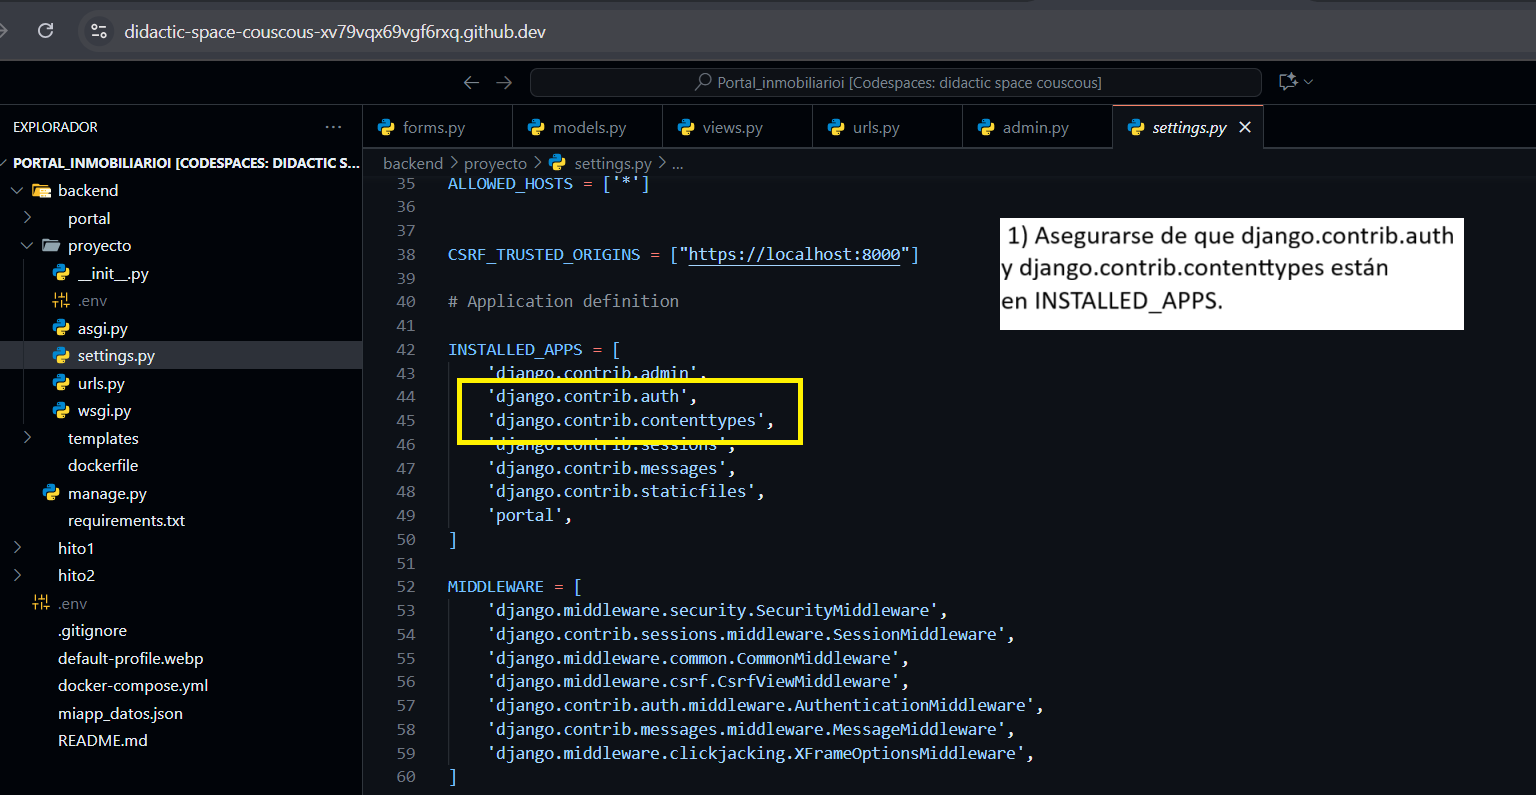 didactic-space-couscous-xv79vqx69vgf6rxq.github.dev
Portal_inmobiliarioi [Codespaces: didactic space couscous]
EXPLORADOR
PORTAL_INMOBILIARIOI [CODESPACES: DIDACTIC S...
backend
portal
proyecto
__init__.py
.env
asgi.py
settings.py
urls.py
wsgi.py
templates
dockerfile
manage.py
requirements.txt
hito1
hito2
.env
.gitignore
default-profile.webp
docker-compose.yml
miapp_datos.json
README.md
forms.py models.py views.py urls.py admin.py settings.py
backend > proyecto > settings.py > ...
35 ALLOWED_HOSTS = ['*']
36
37
38 CSRF_TRUSTED_ORIGINS = ["https://localhost:8000"]
39
40 # Application definition
41
42 INSTALLED_APPS = [
43 'django.contrib.admin',
44 'django.contrib.auth',
45 'django.contrib.contenttypes',
46 'django.contrib.sessions',
47 'django.contrib.messages',
48 'django.contrib.staticfiles',
49 'portal',
50 ]
51
52 MIDDLEWARE = [
53 'django.middleware.security.SecurityMiddleware',
54 'django.contrib.sessions.middleware.SessionMiddleware',
55 'django.middleware.common.CommonMiddleware',
56 'django.middleware.csrf.CsrfViewMiddleware',
57 'django.contrib.auth.middleware.AuthenticationMiddleware',
58 'django.contrib.messages.middleware.MessageMiddleware',
59 'django.middleware.clickjacking.XFrameOptionsMiddleware',
60 ]
1) Asegurarse de que django.contrib.auth
y django.contrib.contenttypes están
en INSTALLED_APPS.